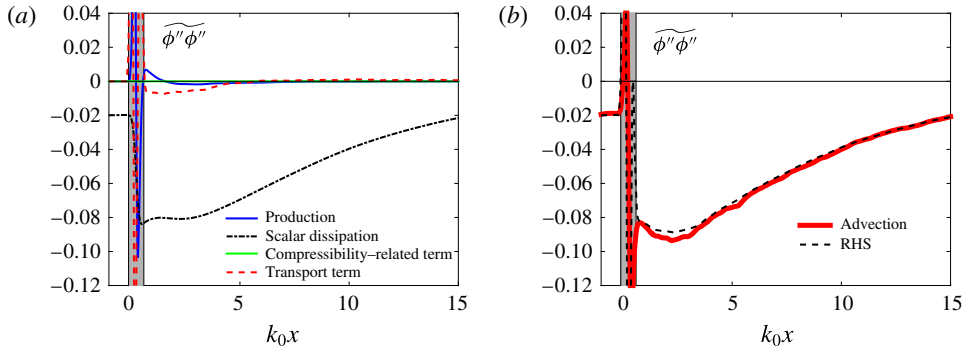 (a)
0.04
0.02
0
−0.02
−0.04
−0.06
−0.08
−0.10
−0.12
φ″φ″
Production
Scalar dissipation
Compressibility–related term
Transport term
0 5 10 15
k₀x
(b)
0.04
0.02
0
−0.02
−0.04
−0.06
−0.08
−0.10
−0.12
φ″φ″
Advection
RHS
0 5 10 15
k₀x